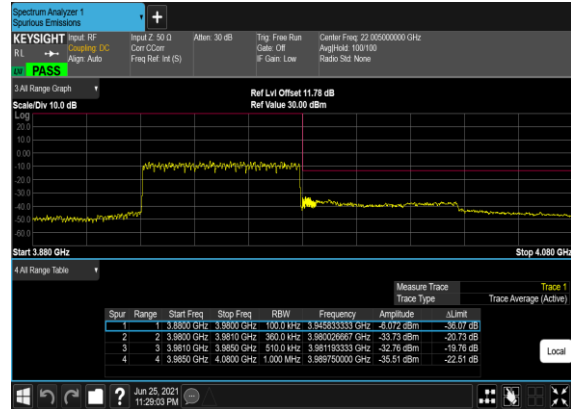 Spectrum Analyzer 1
Spurious Emissions
+
KEYSIGHT
RL
Input: RF
Coupling: DC
Align: Auto
Input Z: 50 Ω
Corr CCorr
Freq Ref: Int (S)
Atten: 30 dB
Trig: Free Run
Gate: Off
IF Gain: Low
Center Freq: 22.005000000 GHz
Avg|Hold: 100/100
Radio Std: None
PASS
3 All Range Graph
Ref Lvl Offset 11.78 dB
Scale/Div 10.0 dB
Ref Value 30.00 dBm
Log
20.0
10.0
0.00
-10.0
-20.0
-30.0
-40.0
-50.0
-60.0
Start 3.880 GHz
Stop 4.080 GHz
4 All Range Table
Measure Trace Trace 1
Trace Type Trace Average (Active)
Spur Range Start Freq Stop Freq RBW Frequency Amplitude ΔLimit
1 1 3.8800 GHz 3.9800 GHz 100.0 kHz 3.945833333 GHz -6.072 dBm -36.07 dB
2 2 3.9800 GHz 3.9810 GHz 360.0 kHz 3.980026667 GHz -33.73 dBm -20.73 dB
3 3 3.9810 GHz 3.9850 GHz 510.0 kHz 3.981193333 GHz -32.76 dBm -19.76 dB
4 4 3.9850 GHz 4.0800 GHz 1.000 MHz 3.989750000 GHz -35.51 dBm -22.51 dB
Local
?
Jun 25, 2021
11:29:03 PM